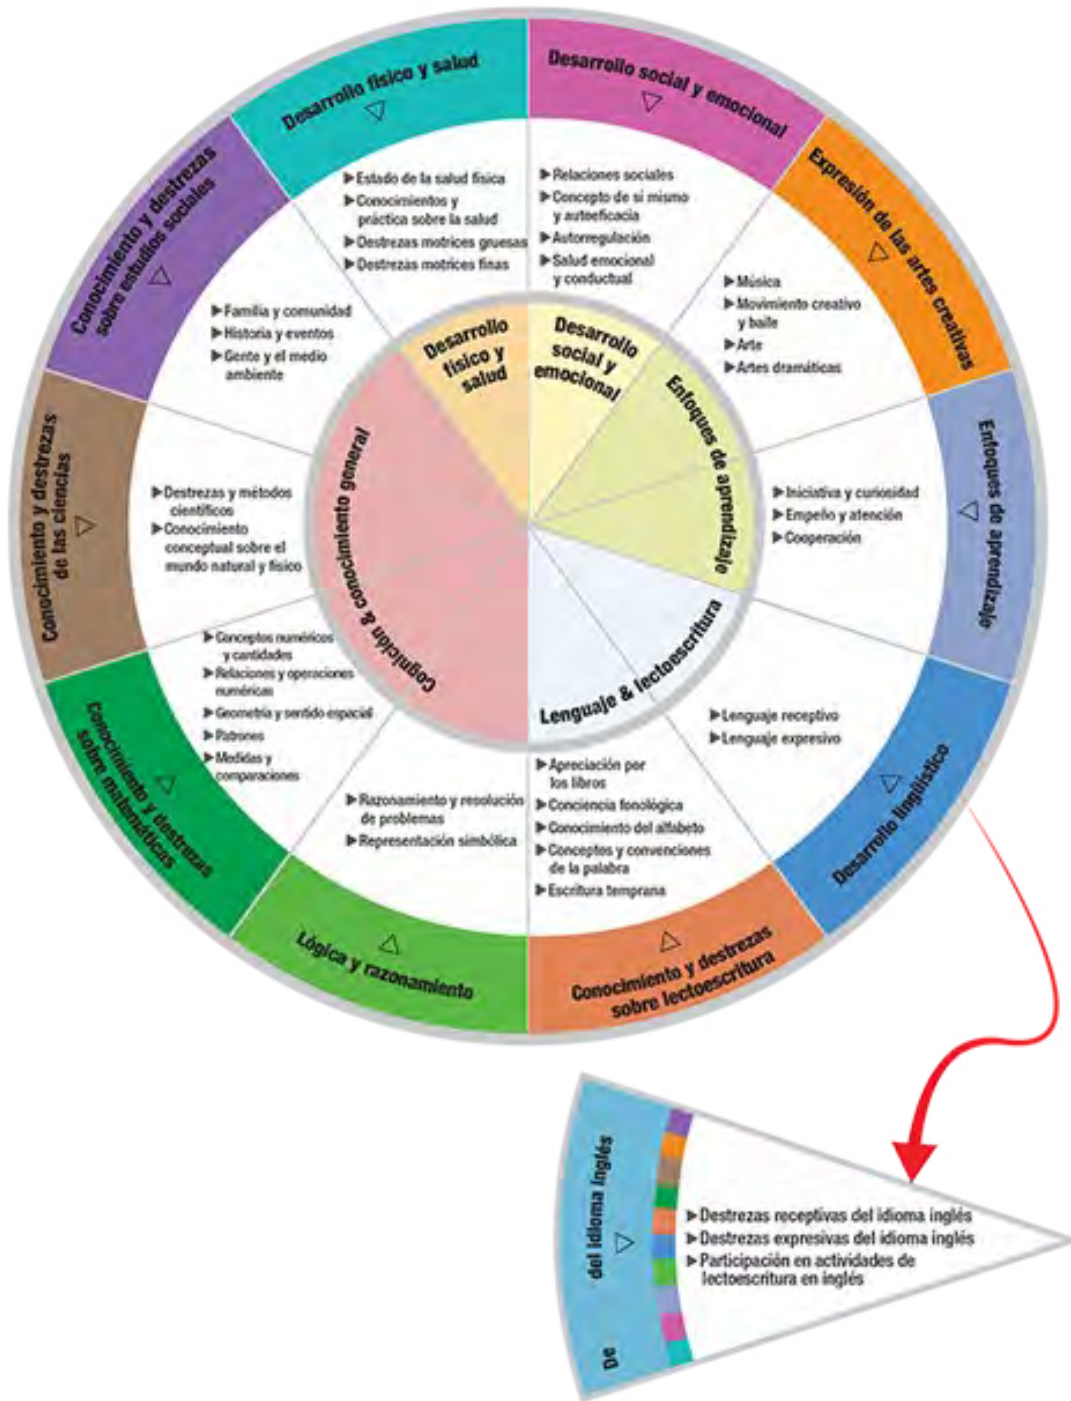 Desarrollo físico y salud
Estado de la salud física
Conocimientos y
práctica sobre la salud
Destrezas motrices gruesas
Destrezas motrices finas
Desarrollo social y emocional
Relaciones sociales
Concepto de si mismo
y autoeficacia
Autorregulación
Salud emocional
y conductual
Expresión de las artes creativas
Música
Movimiento creativo
y baile
Arte
Artes dramáticas
Enfoques de aprendizaje
Iniciativa y curiosidad
Empeño y atención
Cooperación
Desarrollo lingüístico
Lenguaje receptivo
Lenguaje expresivo
Conocimiento y destrezas
sobre lectoescritura
Apreciación por
los libros
Conciencia fonológica
Conocimiento del alfabeto
Conceptos y convenciones
de la palabra
Escritura temprana
Lógica y razonamiento
Razonamiento y resolución
de problemas
Representación simbólica
Conocimiento y destrezas
sobre matemáticas
Conceptos numéricos
y cantidades
Relaciones y operaciones
numéricas
Geometría y sentido espacial
Patrones
Medidas y
comparaciones
Conocimiento y destrezas
de las ciencias
Destrezas y métodos
científicos
Conocimiento
conceptual sobre el
mundo natural y físico
Conocimiento y destrezas
sobre estudios sociales
Familia y comunidad
Historia y eventos
Gente y el medio
ambiente
Desarrollo
físico y
salud
Desarrollo
social y
emocional
Enfoques de aprendizaje
Lenguaje & lectoescritura
Cognición & conocimiento general
De
del idioma inglés
Destrezas receptivas del idioma inglés
Destrezas expresivas del idioma inglés
Participación en actividades de
lectoescritura en inglés